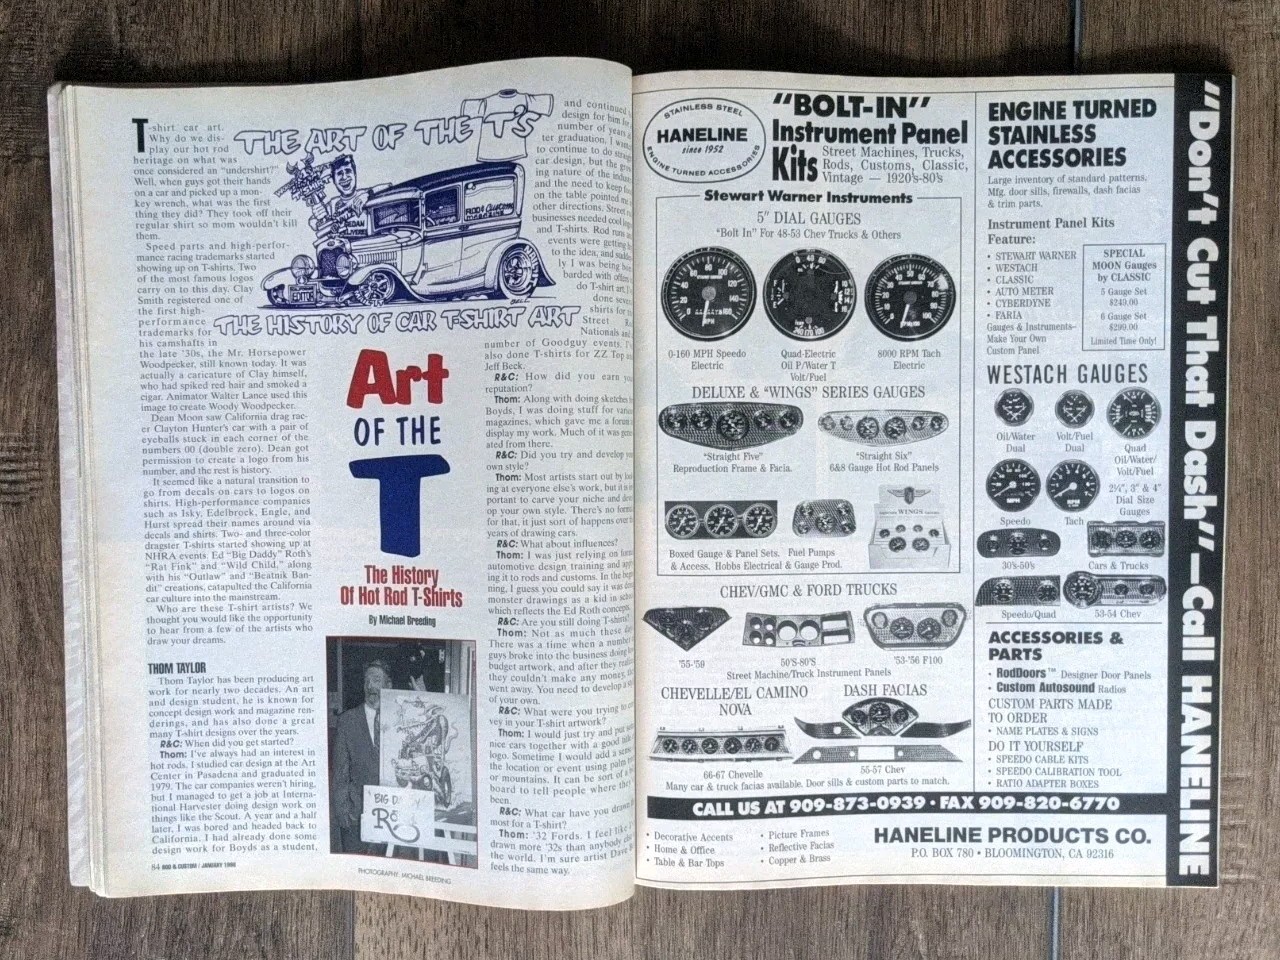 THE ART OF THE 'T'S
RODAN
CUSTOM
Rod & Custom
THE HISTORY OF CAR T-SHIRT ART
T-shirt car art.
Why do we dis-
play our hot rod
heritage on what was
once considered an "undershirt?"
Well, when guys got their hands
on a car and picked up a mon-
key wrench, what was the first
thing they did? They took off their
regular shirt so mom wouldn't kill
them.
Speed parts and high-perfor-
mance racing trademarks started
showing up on T-shirts. Two
of the most famous logos
carry on to this day. Clay
Smith registered one of
the first high-
performance
trademarks for
his camshafts in
the late '30s, the Mr. Horsepower
Woodpecker, still known today. It was
actually a caricature of Clay himself,
who had spiked red hair and smoked a
cigar. Animator Walter Lance used this
image to create Woody Woodpecker.
Dean Moon saw California drag rac-
er Clayton Hunter's car with a pair of
eyeballs stuck in each corner of the
numbers 00 (double zero). Dean got
permission to create a logo from his
number, and the rest is history.
It seemed like a natural transition to
go from decals on cars to logos on
shirts. High-performance companies
such as Isky, Edelbrock, Engle, and
Hurst spread their names around via
decals and shirts. Two- and three-color
dragster T-shirts started showing up at
NHRA events. Ed "Big Daddy" Roth's
"Rat Fink" and "Wild Child," along
with his "Outlaw" and "Beatnik Ban-
dit" creations, catapulted the California
car culture into the mainstream.
Who are these T-shirt artists? We
thought you would like the opportunity
to hear from a few of the artists who
draw your dreams.
THOM TAYLOR
Thom Taylor has been producing art
work for nearly two decades. An art
and design student, he is known for
concept design work and magazine ren-
derings, and has also done a great
many T-shirt designs over the years.
R&C: When did you get started?
Thom: I've always had an interest in
hot rods. I studied car design at the Art
Center in Pasadena and graduated in
1979. The car companies weren't hiring,
but I managed to get a job at Interna-
tional Harvester doing design work on
things like the Scout. A year and a half
later, I was bored and headed back to
California. I had already done some
design work for Boyds as a student,
84 ROD & CUSTOM / JANUARY 1998
Art
OF THE
T
The History
Of Hot Rod T-Shirts
By Michael Breeding
BIG D
PHOTOGRAPHY: MICHAEL BREEDING
and continued
design for him for
number of years
ter graduation. I wan
to continue to do str
car design, but the
ing nature of the indus
and the need to keep
on the table pointed me
other directions. Street r
businesses needed cool
and T-shirts. Rod runs
events were getting
to the idea, and sudd
ly I was being
barded with offers
do T-shirt art. I
done seve
shirts for
Street R
Nationals and
number of Goodguy events. I've
also done T-shirts for ZZ Top and
Jeff Beck.
R&C: How did you earn your
reputation?
Thom: Along with doing sketches for
Boyds, I was doing stuff for various
magazines, which gave me a forum to
display my work. Much of it was gener-
ated from there.
R&C: Did you try and develop your
own style?
Thom: Most artists start out by look-
ing at everyone else's work, but it is im-
portant to carve your niche and devel-
op your own style. There's no formula
for that, it just sort of happens over the
years of drawing cars.
R&C: What about influences?
Thom: I was just relying on formal
automotive design training and apply-
ing it to rods and customs. In the begin-
ning, I guess you could say it was doing
monster drawings as a kid in school
which reflects the Ed Roth concepts.
R&C: Are you still doing T-shirts?
Thom: Not as much these days.
There was a time when a number of
guys broke into the business doing low-
budget artwork, and after they realized
they couldn't make any money, they
went away. You need to develop a style
of your own.
R&C: What were you trying to con-
vey in your T-shirt artwork?
Thom: I would just try and put some
nice cars together with a good looking
logo. Sometime I would add a sense of
the location or event using palm trees
or mountains. It can be sort of a bill-
board to tell people where they've
been.
R&C: What car have you drawn the
most for a T-shirt?
Thom: '32 Fords. I feel like I've
drawn more '32s than anybody else in
the world. I'm sure artist Dave B
feels the same way.
STAINLESS STEEL
HANELINE
since 1952
ENGINE TURNED ACCESSORIES
"BOLT-IN"
Instrument Panel
Kits
Street Machines, Trucks,
Rods, Customs, Classic,
Vintage — 1920's-80's
Stewart Warner Instruments
5" DIAL GAUGES
"Bolt In" For 48-53 Chev Trucks & Others
0-160 MPH Speedo
Electric
Quad-Electric
Oil P/Water T
Volt/Fuel
8000 RPM Tach
Electric
DELUXE & "WINGS" SERIES GAUGES
"Straight Five"
Reproduction Frame & Facia.
"Straight Six"
6&8 Gauge Hot Rod Panels
WINGS
Boxed Gauge & Panel Sets.
& Access.
Fuel Pumps
Hobbs Electrical & Gauge Prod.
CHEV/GMC & FORD TRUCKS
'55-'59
50'S-80'S
'53-'56 F100
Street Machine/Truck Instrument Panels
CHEVELLE/EL CAMINO
NOVA
DASH FACIAS
66-67 Chevelle
55-57 Chev
Many car & truck facias available. Door sills & custom parts to match.
ENGINE TURNED
STAINLESS
ACCESSORIES
Large inventory of standard patterns.
Mfg. door sills, firewalls, dash facias
& trim parts.
Instrument Panel Kits
Feature:
• STEWART WARNER
• WESTACH
• CLASSIC
• AUTO METER
• CYBERDYNE
• FARIA
Gauges & Instruments–
Make Your Own
Custom Panel
SPECIAL
MOON Gauges
by CLASSIC
5 Gauge Set
$249.00
6 Gauge Set
$299.00
Limited Time Only!
WESTACH GAUGES
Oil/Water
Dual
Volt/Fuel
Dual
Quad
Oil/Water/
Volt/Fuel
2¼", 3" & 4"
Dial Size
Gauges
Speedo
Tach
30's-50's
Cars & Trucks
Speedo/Quad
53-54 Chev
ACCESSORIES &
PARTS
• RodDoors™ Designer Door Panels
• Custom Autosound Radios
CUSTOM PARTS MADE
TO ORDER
• NAME PLATES & SIGNS
DO IT YOURSELF
• SPEEDO CABLE KITS
• SPEEDO CALIBRATION TOOL
• RATIO ADAPTER BOXES
CALL US AT 909-873-0939 • FAX 909-820-6770
• Decorative Accents
• Home & Office
• Table & Bar Tops
• Picture Frames
• Reflective Facias
• Copper & Brass
HANELINE PRODUCTS CO.
P.O. BOX 780 • BLOOMINGTON, CA 92316
"Don't Cut That Dash"—Call HANELINE